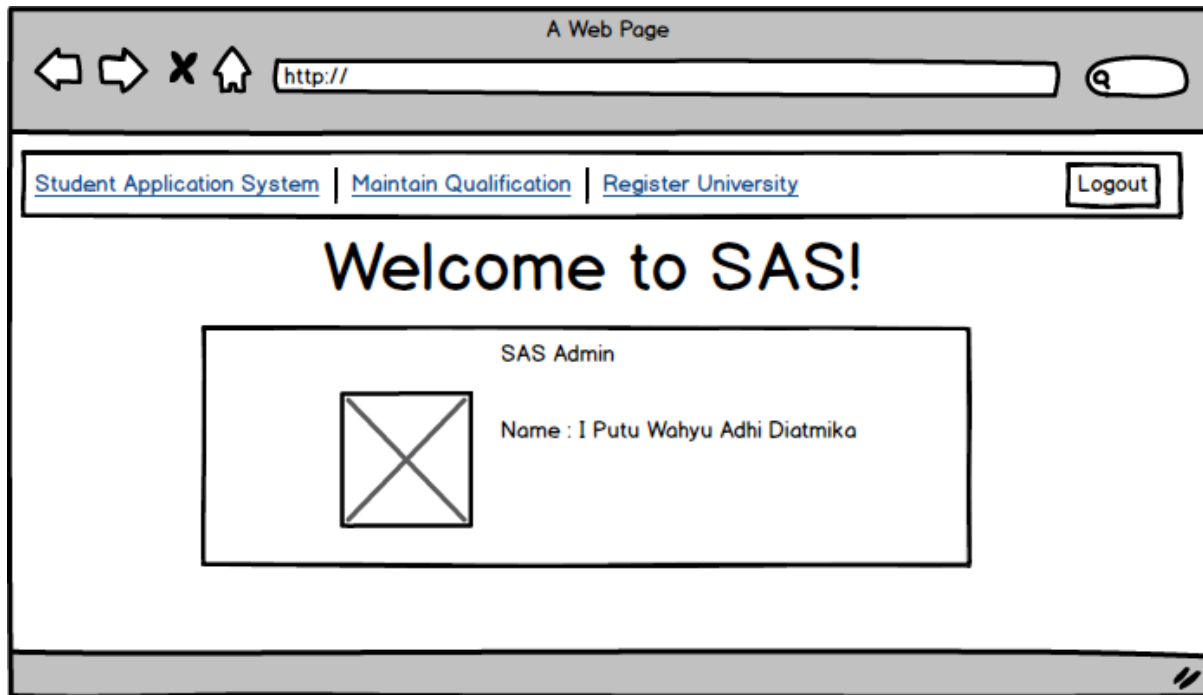 A Web Page
http://
Student Application System | Maintain Qualification | Register University Logout
Welcome to SAS!
SAS Admin
Name : I Putu Wahyu Adhi Diatmika